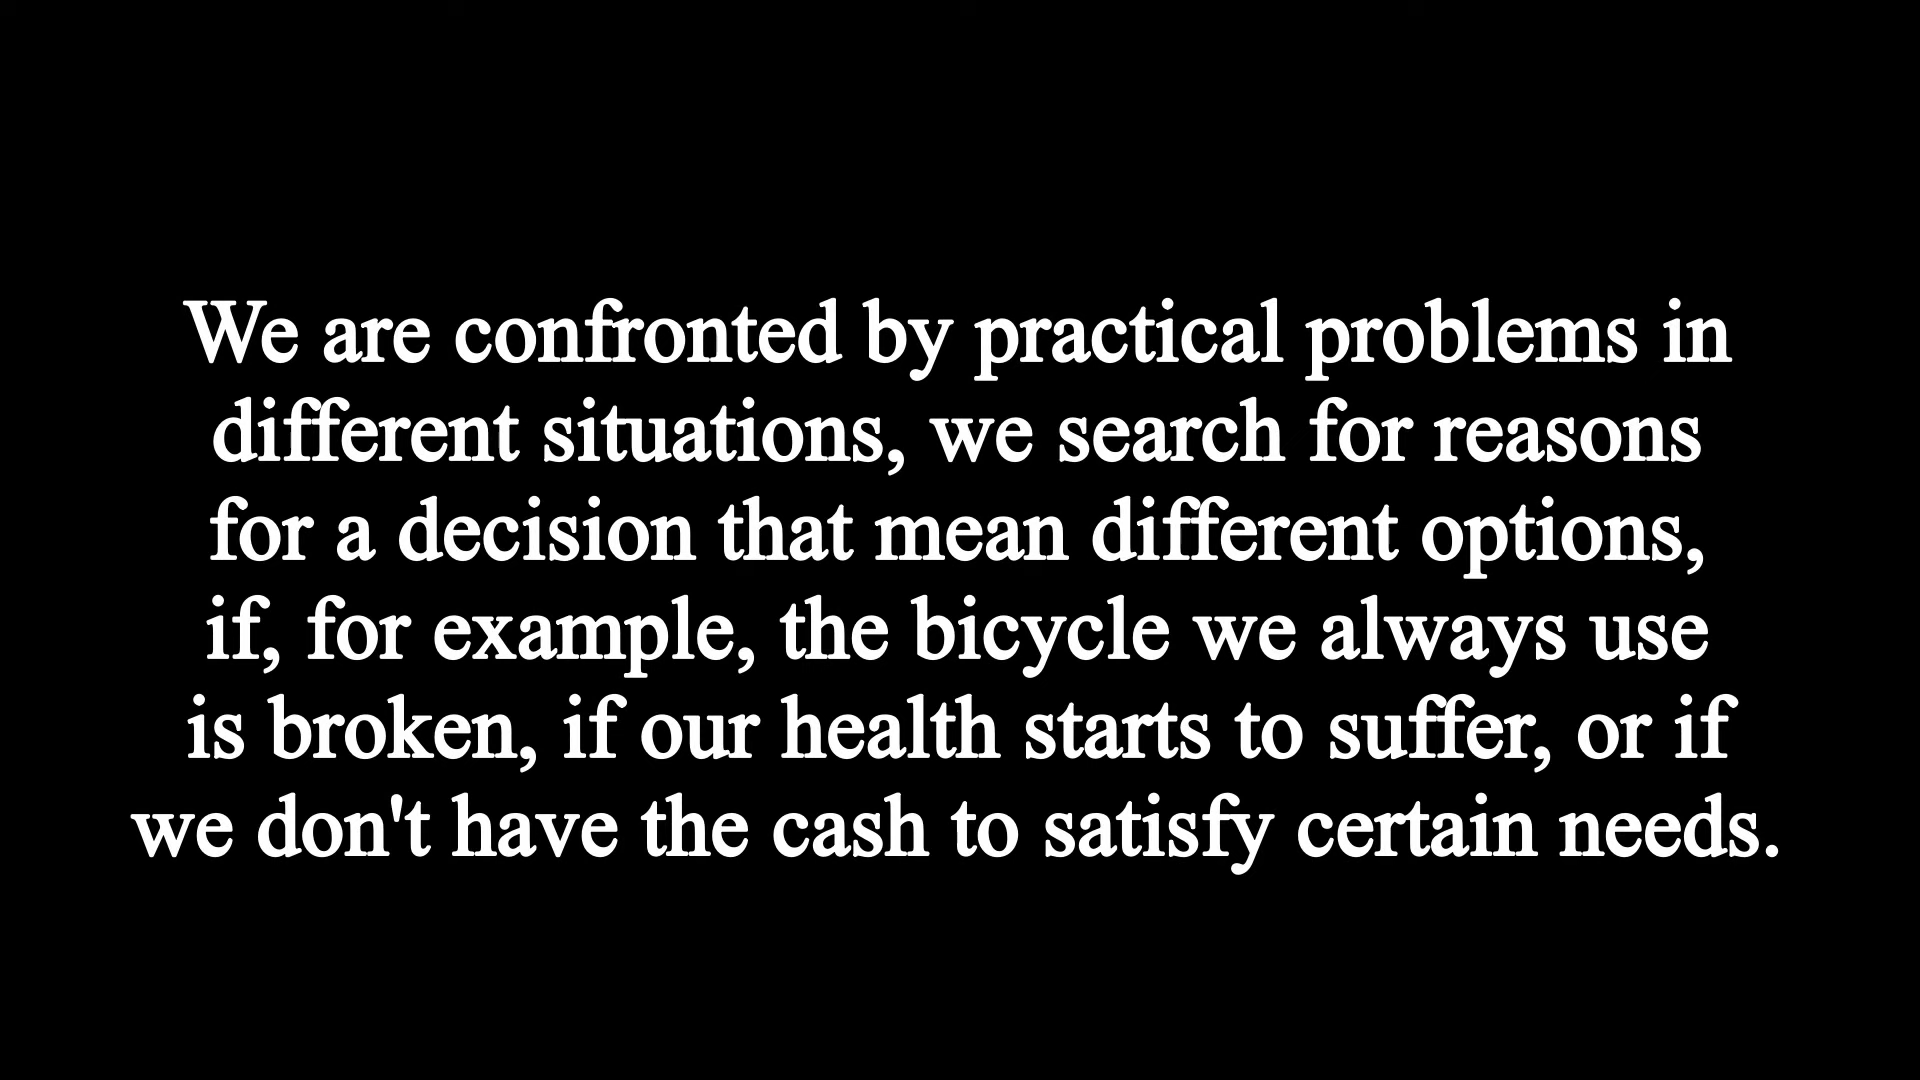 We are confronted by practical problems in
different situations, we search for reasons
for a decision that mean different options,
if, for example, the bicycle we always use
is broken, if our health starts to suffer, or if
we don't have the cash to satisfy certain needs.